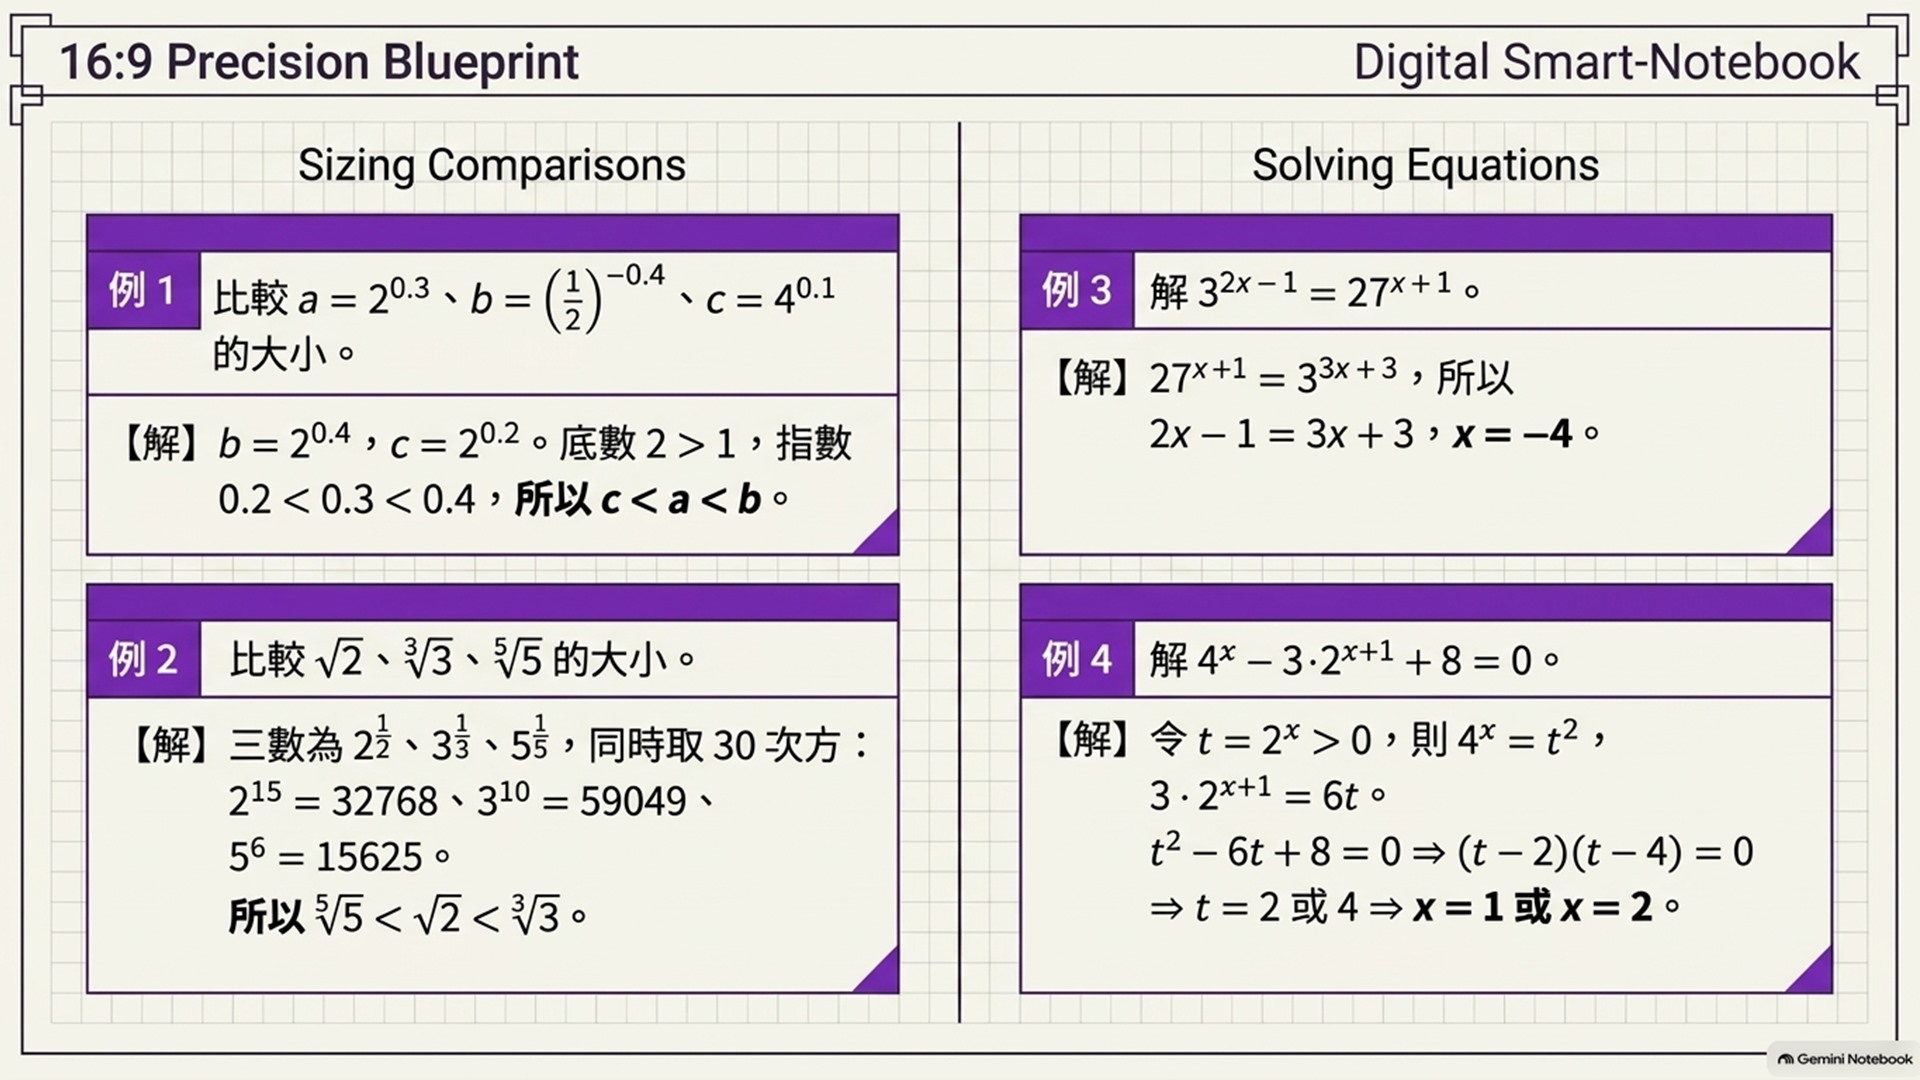 16:9 Precision Blueprint
Digital Smart-Notebook
Sizing Comparisons
例 1
比較 a = 2^0.3、b = (1/2)^−0.4、c = 4^0.1
的大小。
【解】b = 2^0.4，c = 2^0.2。底數 2 > 1，指數
0.2 < 0.3 < 0.4，所以 c < a < b。
例 2
比較 √2、∛3、⁵√5 的大小。
【解】三數為 2^(1/2)、3^(1/3)、5^(1/5)，同時取 30 次方：
2^15 = 32768、3^10 = 59049、
5^6 = 15625。
所以 ⁵√5 < √2 < ∛3。
Solving Equations
例 3
解 3^(2x − 1) = 27^(x + 1)。
【解】27^(x+1) = 3^(3x + 3)，所以
2x − 1 = 3x + 3，x = −4。
例 4
解 4^x − 3·2^(x+1) + 8 = 0。
【解】令 t = 2^x > 0，則 4^x = t^2，
3 · 2^(x+1) = 6t。
t^2 − 6t + 8 = 0 ⇒ (t − 2)(t − 4) = 0
⇒ t = 2 或 4 ⇒ x = 1 或 x = 2。
Gemini Notebook